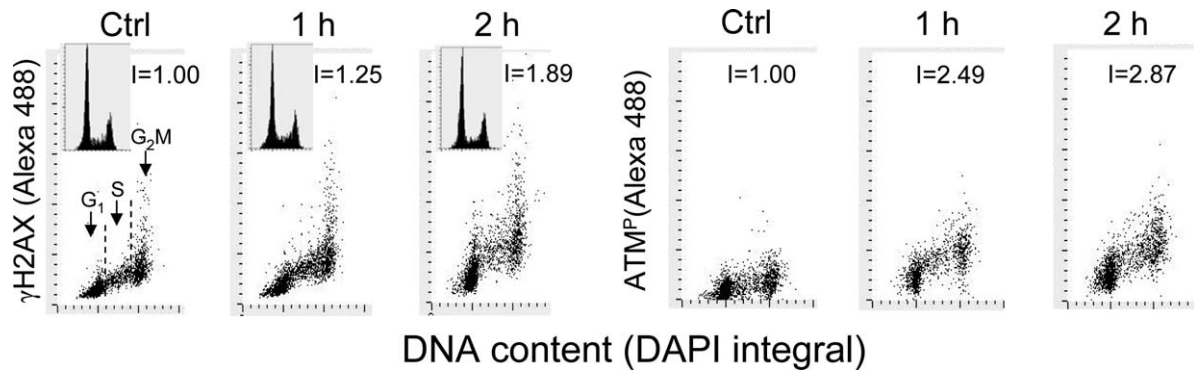 Ctrl 1 h 2 h Ctrl 1 h 2 h
I=1.00 I=1.25 I=1.89 I=1.00 I=2.49 I=2.87
γH2AX (Alexa 488)
G₂M
G₁
S
ATMᴾ(Alexa 488)
DNA content (DAPI integral)